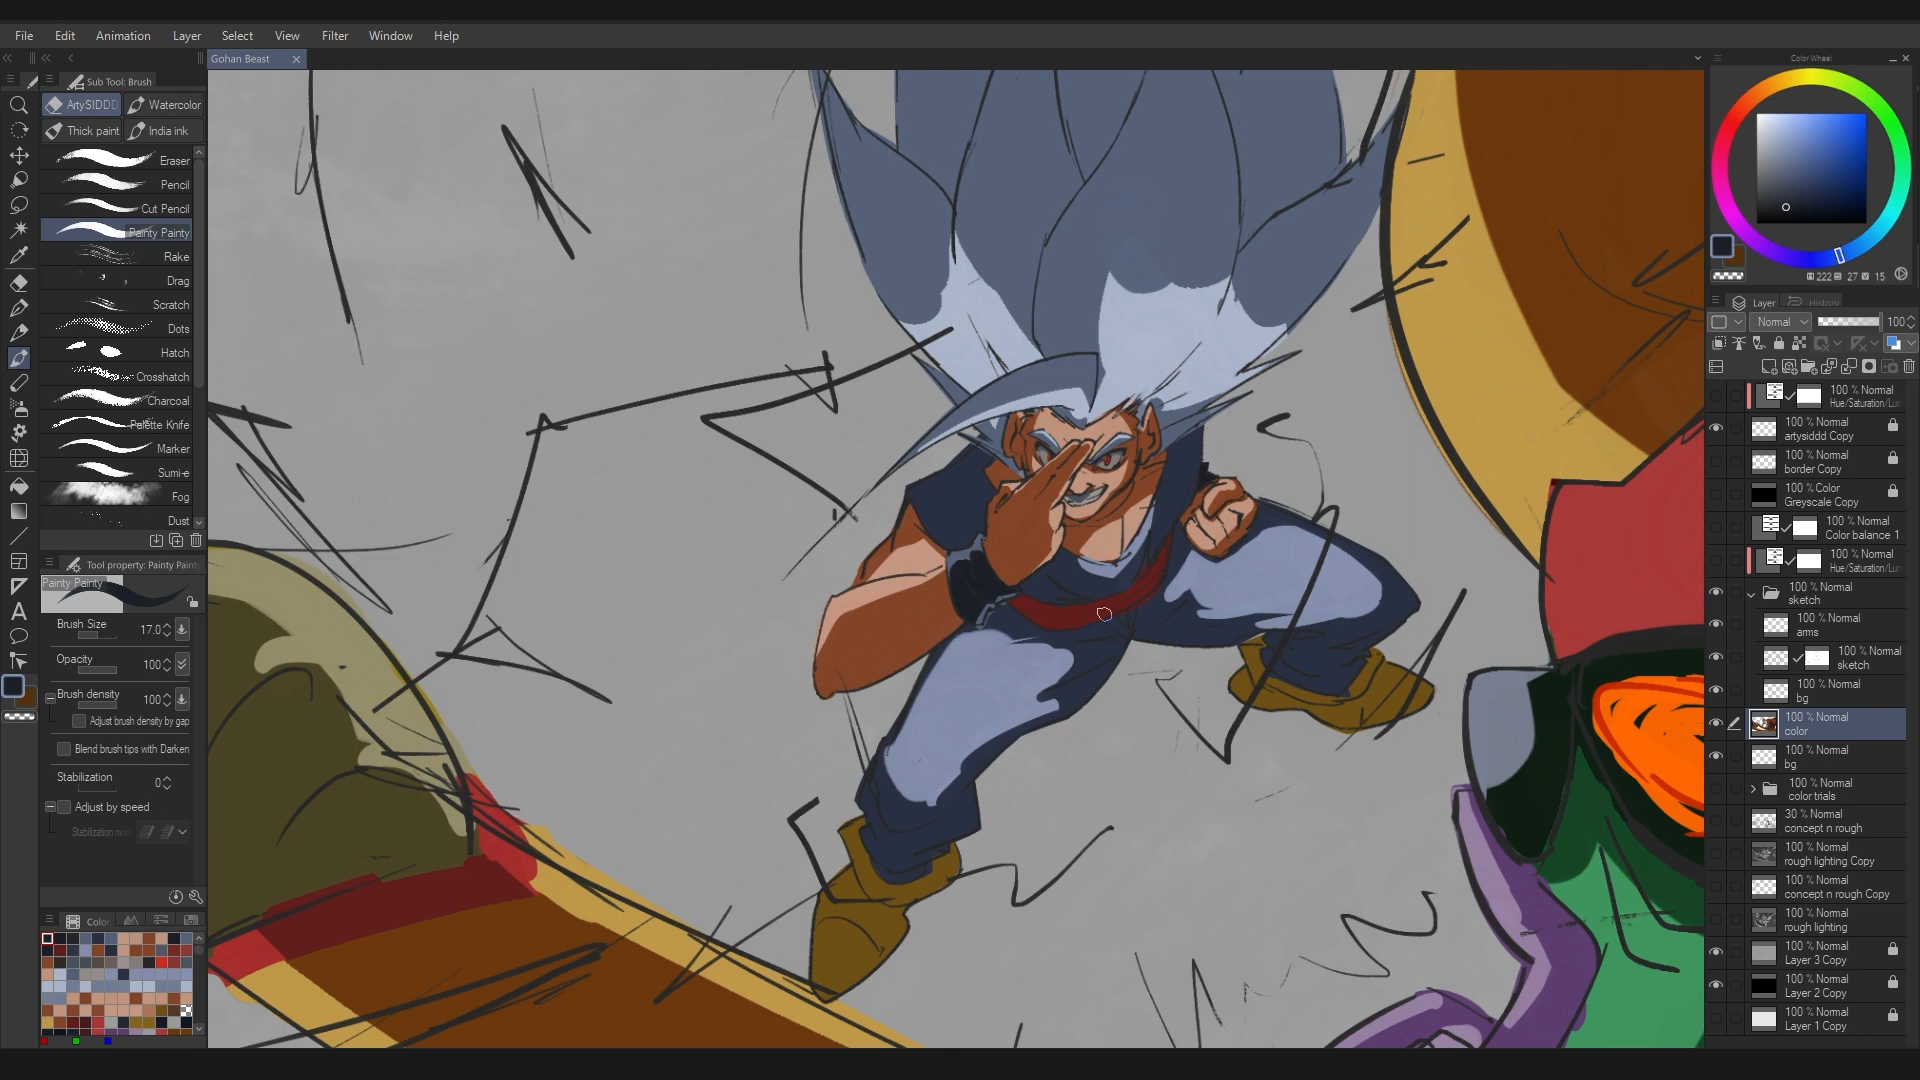 File Edit Animation Layer Select View Filter Window Help
Gohan Beast
Sub Tool: Brush
ArtySIDDD Watercolor
Thick paint India ink
Eraser
Pencil
Cut Pencil
Painty Painty
Rake
Drag
Scratch
Dots
Hatch
Crosshatch
Charcoal
Palette Knife
Marker
Sumi-e
Fog
Dust
Tool property: Painty Paint
Painty Painty
Brush Size 17.0
Opacity 100
Brush density 100
Adjust brush density by gap
Blend brush tips with Darken
Stabilization 0
Adjust by speed
Stabilization mo
Color
Color Wheel
222 27 15
Layer History
Normal 100
100 % Normal
Hue/Saturation/Lum
100 % Normal
artysiddd Copy
100 % Normal
border Copy
100 % Color
Greyscale Copy
100 % Normal
Color balance 1
100 % Normal
Hue/Saturation/Lum
100 % Normal
sketch
100 % Normal
arms
100 % Normal
sketch
100 % Normal
bg
100 % Normal
color
100 % Normal
bg
100 % Normal
color trials
30 % Normal
concept n rough
100 % Normal
rough lighting Copy
100 % Normal
concept n rough Copy
100 % Normal
rough lighting
100 % Normal
Layer 3 Copy
100 % Normal
Layer 2 Copy
100 % Normal
Layer 1 Copy